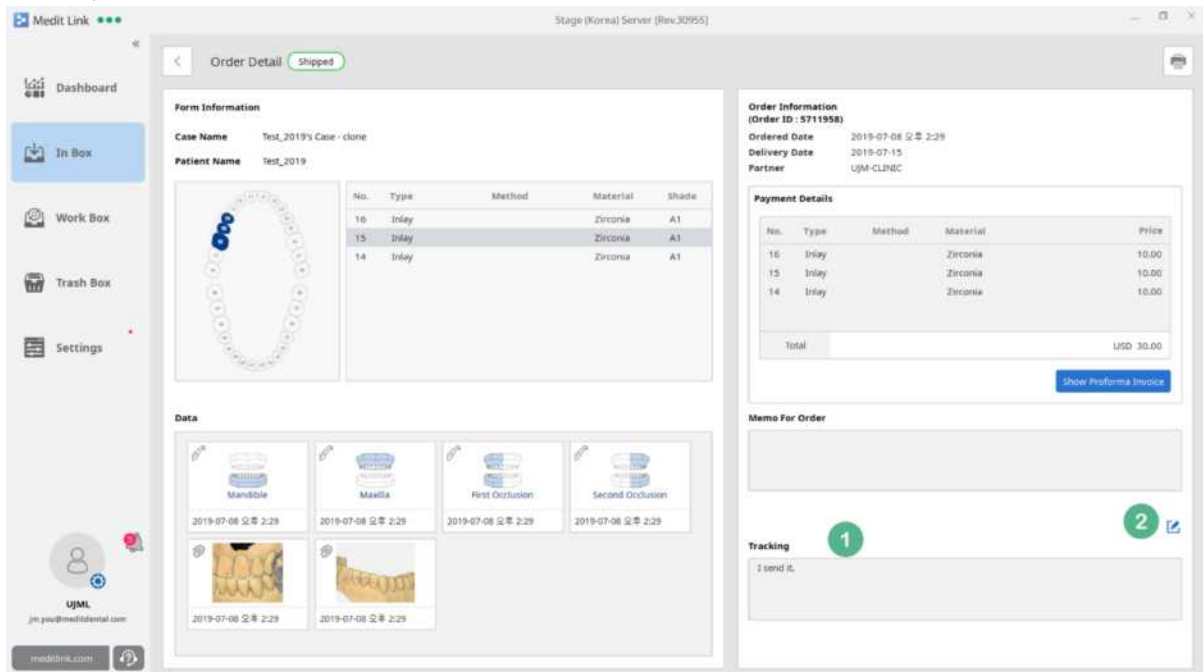 Medit Link
Stage (Korea) Server (Rev.30955)
Dashboard
In Box
Work Box
Trash Box
Settings
UJML
jm.you@meditdental.com
meditlink.com
Order Detail Shipped
Form Information
Case Name Test_2019's Case - clone
Patient Name Test_2019
No. Type Method Material Shade
16 Inlay Zirconia A1
15 Inlay Zirconia A1
14 Inlay Zirconia A1
Data
Mandible
2019-07-08 오후 2:29
Maxilla
2019-07-08 오후 2:29
First Occlusion
2019-07-08 오후 2:29
Second Occlusion
2019-07-08 오후 2:29
2019-07-08 오후 2:29
2019-07-08 오후 2:29
Order Information
(Order ID : 5711958)
Ordered Date 2019-07-08 오후 2:29
Delivery Date 2019-07-15
Partner UJM-CLINIC
Payment Details
No. Type Method Material Price
16 Inlay Zirconia 10.00
15 Inlay Zirconia 10.00
14 Inlay Zirconia 10.00
Total USD 30.00
Show Proforma Invoice
Memo For Order
2
Tracking 1
I send it.